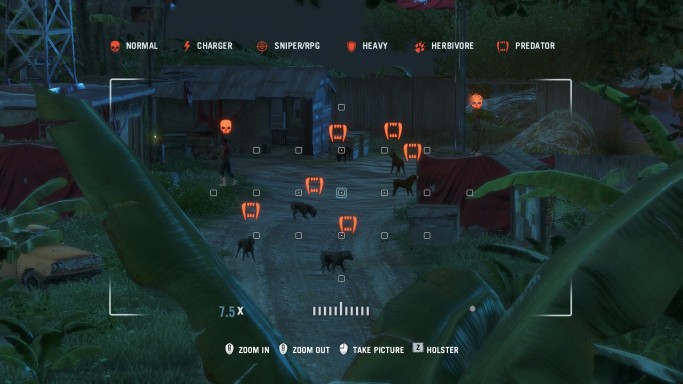 NORMAL CHARGER SNIPER/RPG HEAVY HERBIVORE PREDATOR
7.5X
ZOOM IN ZOOM OUT TAKE PICTURE Z HOLSTER